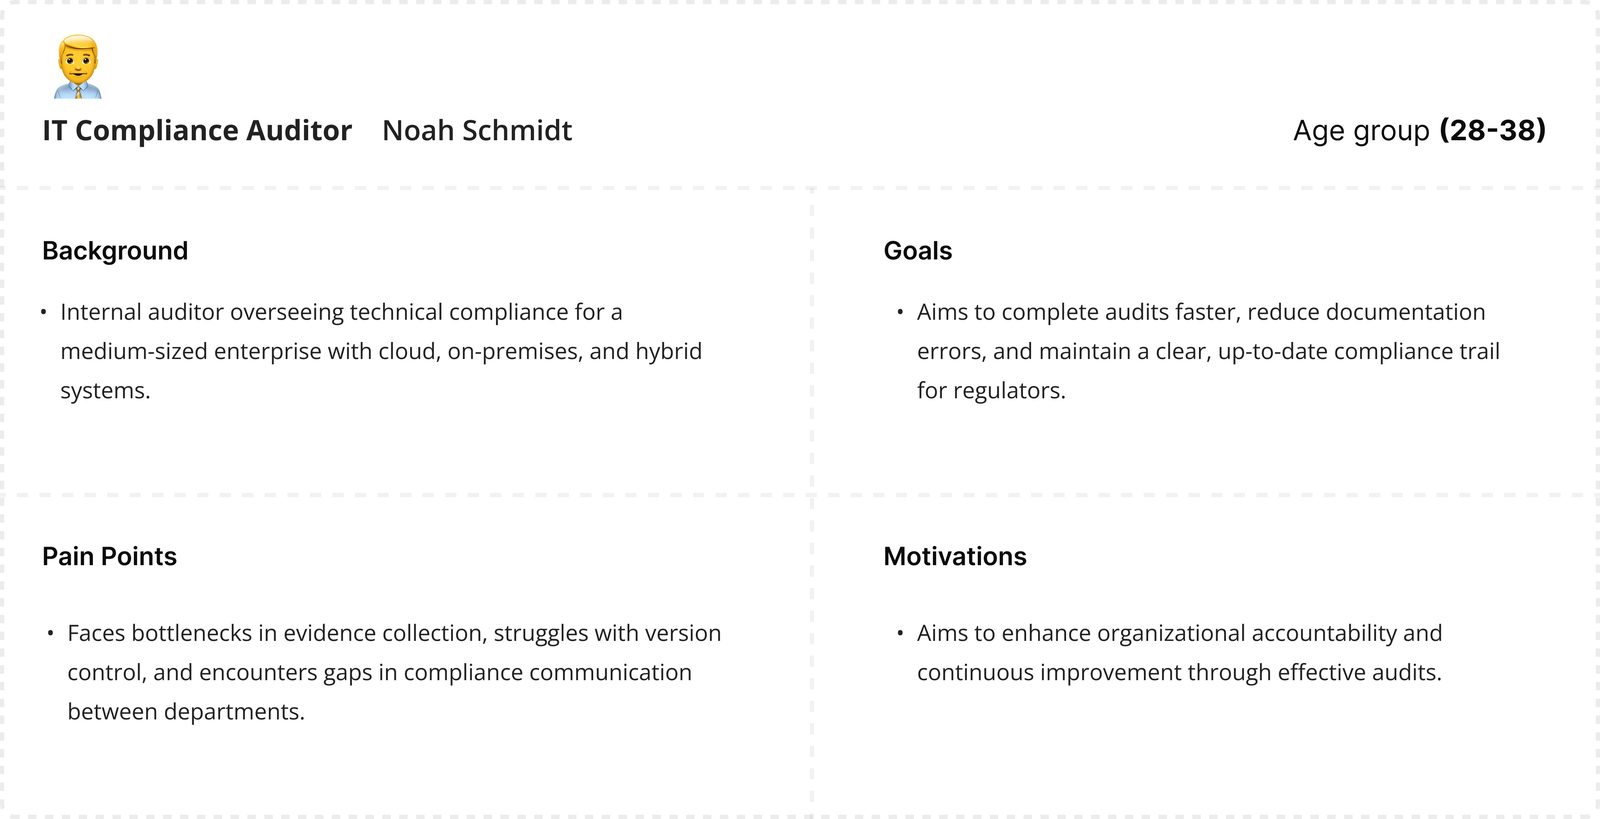 IT Compliance Auditor Noah Schmidt Age group (28-38)
Background
• Internal auditor overseeing technical compliance for a
medium-sized enterprise with cloud, on-premises, and hybrid
systems.
Goals
• Aims to complete audits faster, reduce documentation
errors, and maintain a clear, up-to-date compliance trail
for regulators.
Pain Points
• Faces bottlenecks in evidence collection, struggles with version
control, and encounters gaps in compliance communication
between departments.
Motivations
• Aims to enhance organizational accountability and
continuous improvement through effective audits.